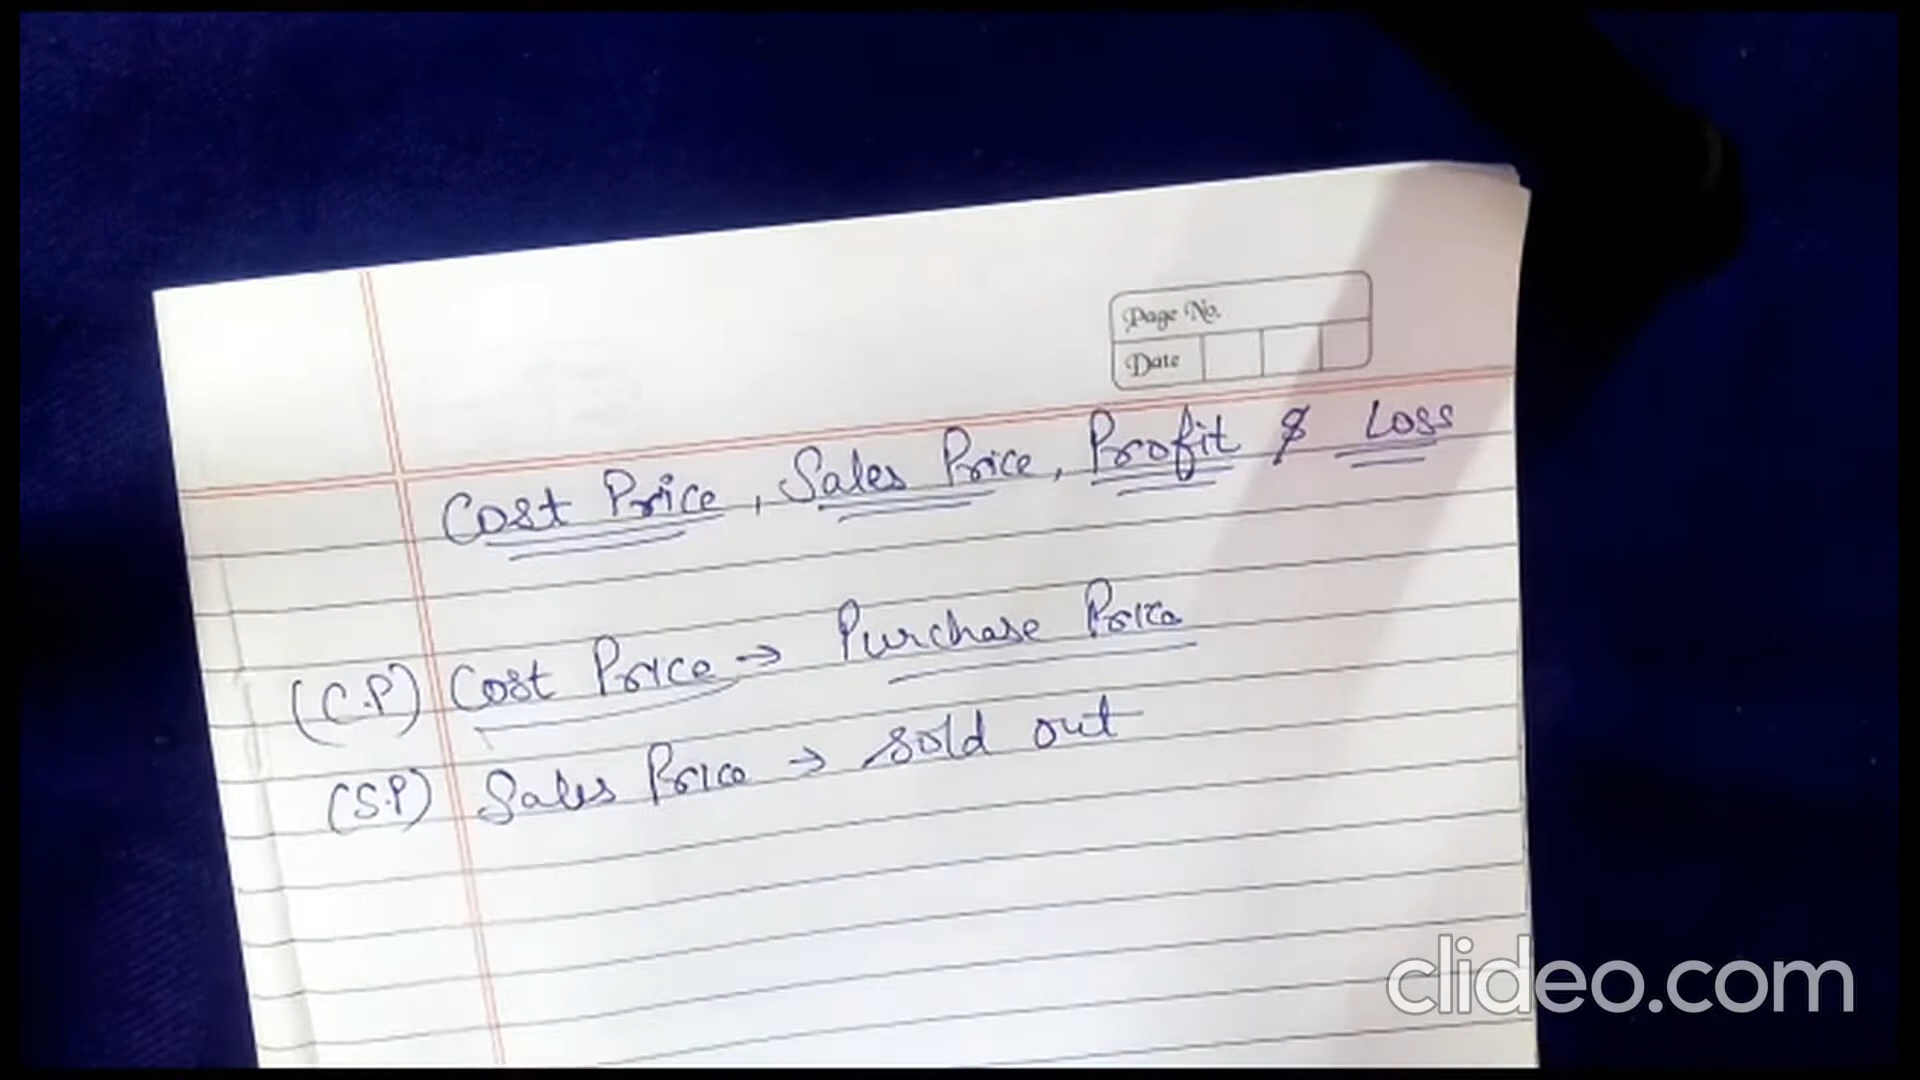 Page No.
Date
Cost Price, Sales Price, Profit & Loss
(C.P) Cost Price → Purchase Price
(S.P) Sales Price → sold out
clideo.com